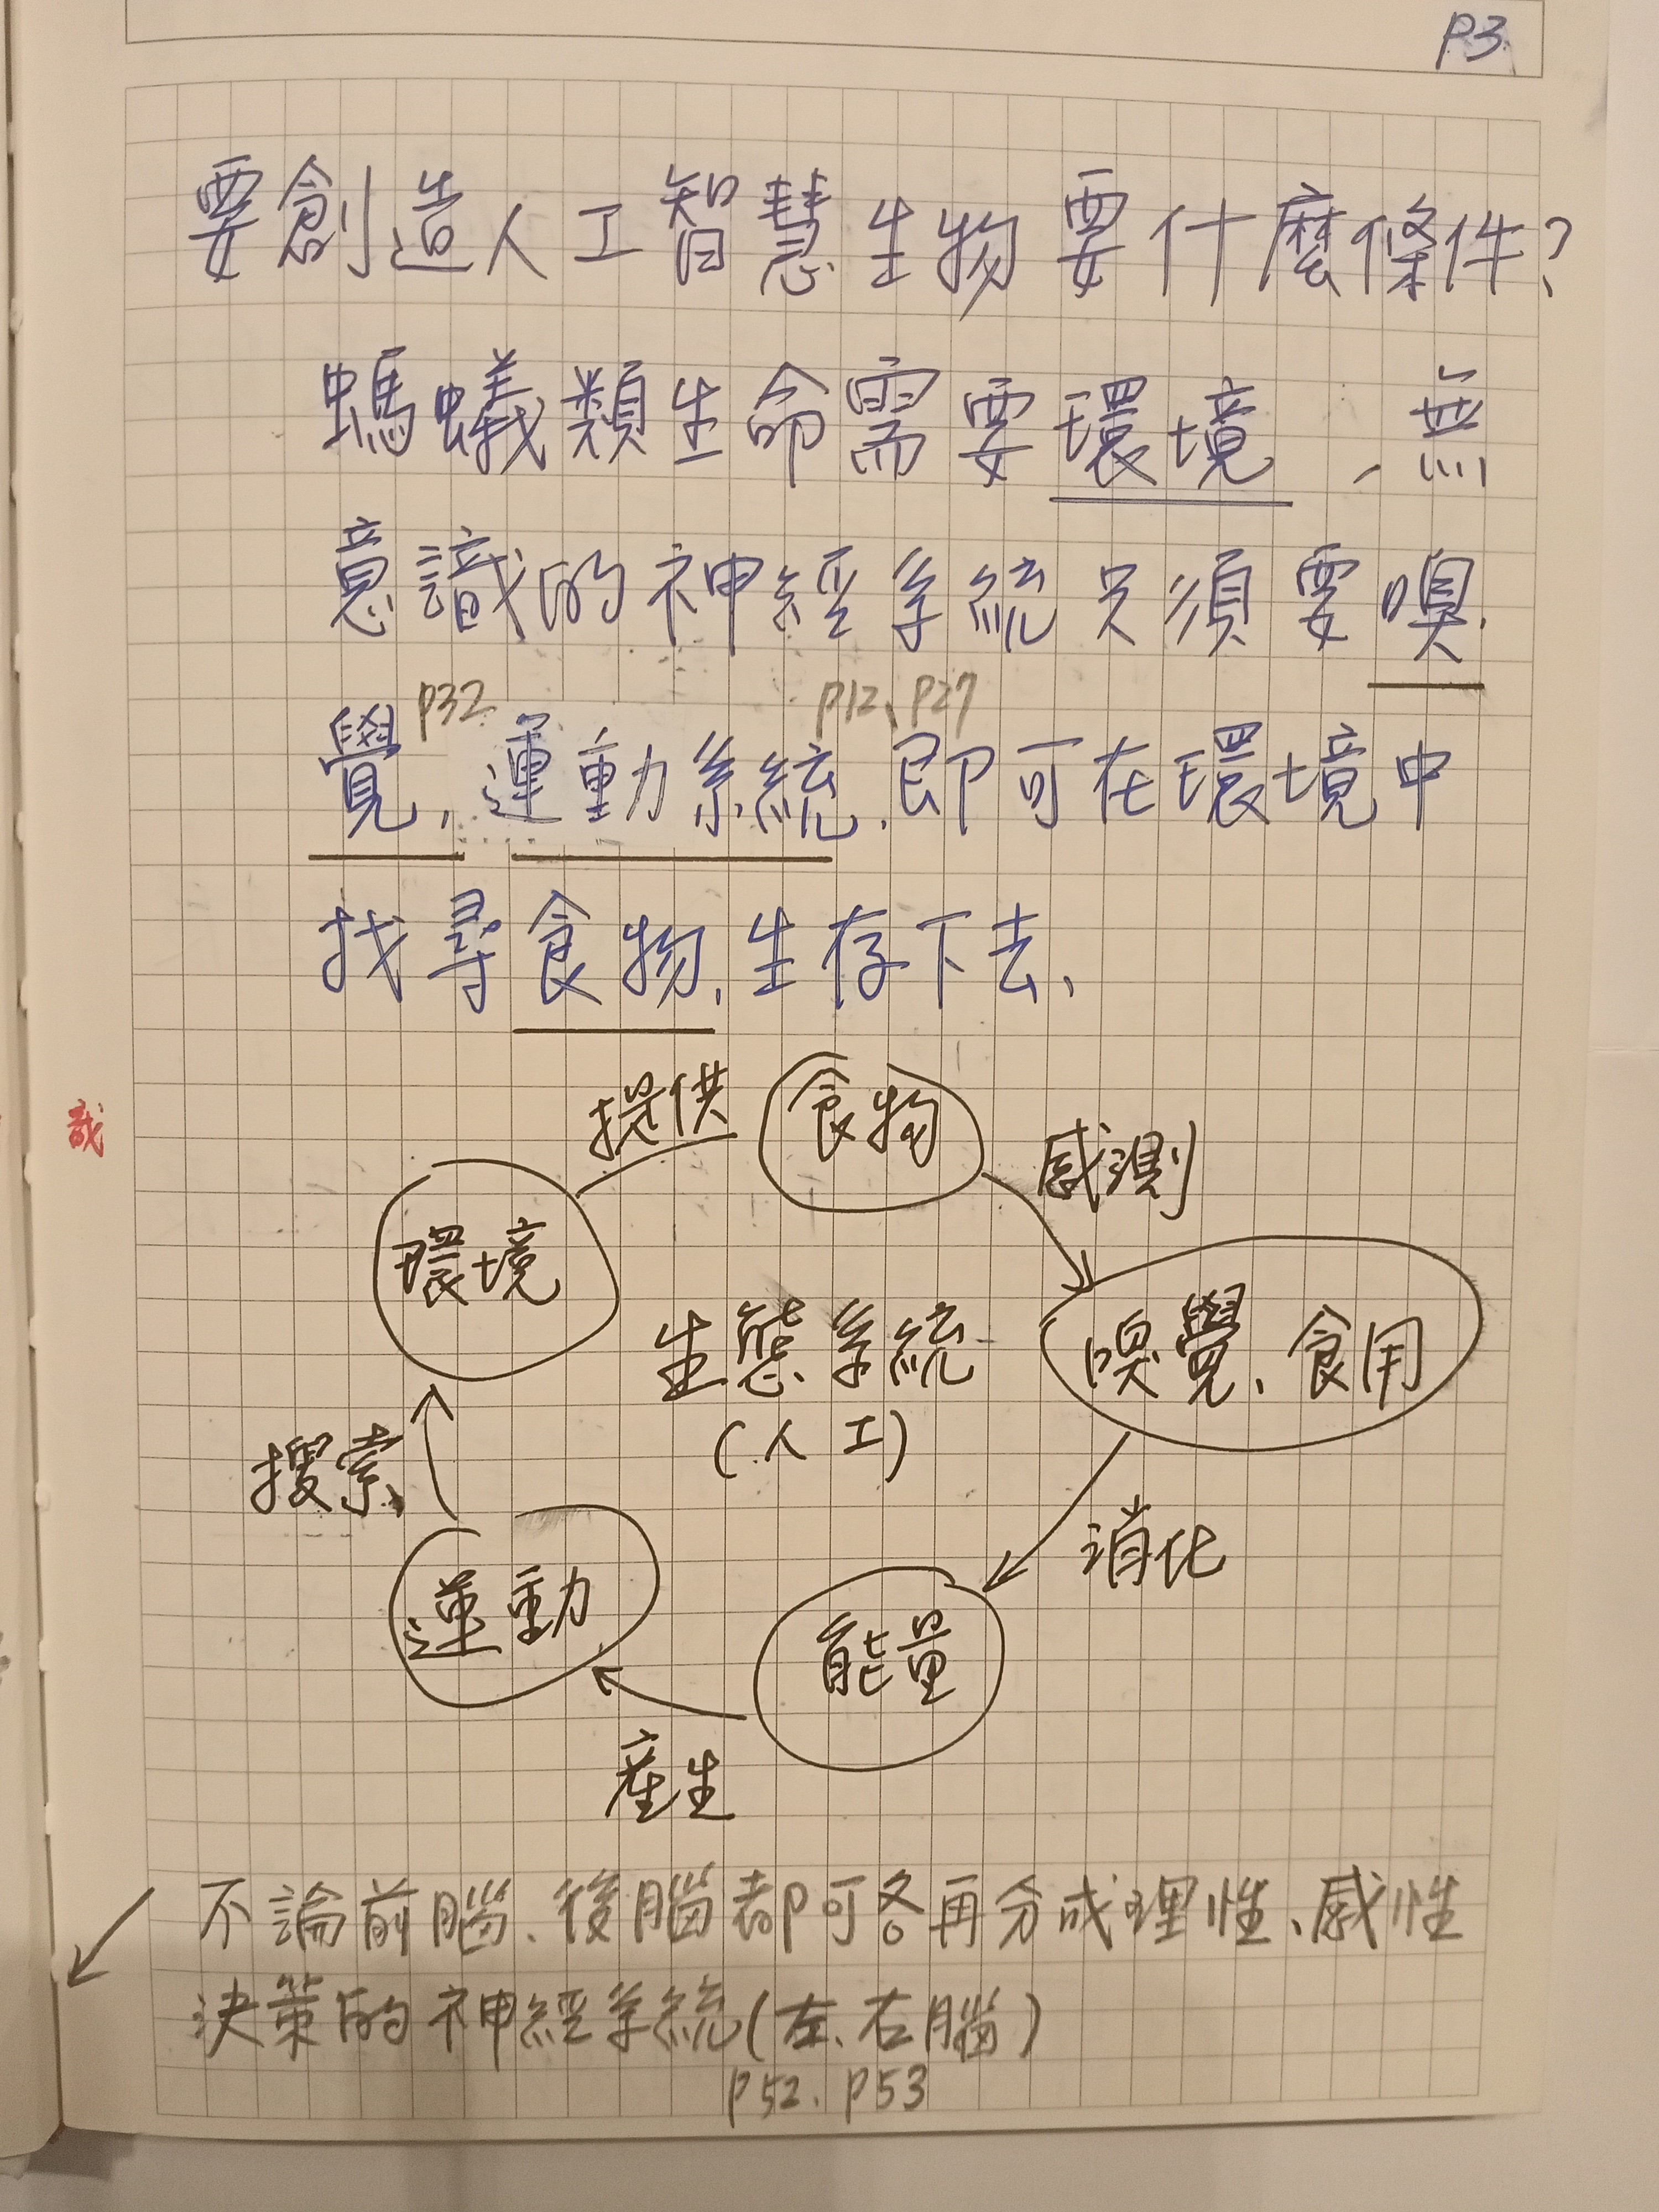 P3
要創造人工智慧生物要什麼條件?
螞蟻類生命需要環境、無
意識的神經系統只須要嗅
P32 P12、P27
覺、運動系統、即可在環境中
找尋食物、生存下去、
提供 食物
感測
環境
嗅覺、食用
生態系統
(人工)
搜索
消化
運動
能量
產生
不論前腦、後腦都可各再分成理性、感性
決策的神經系統(左、右腦)
P52、P53